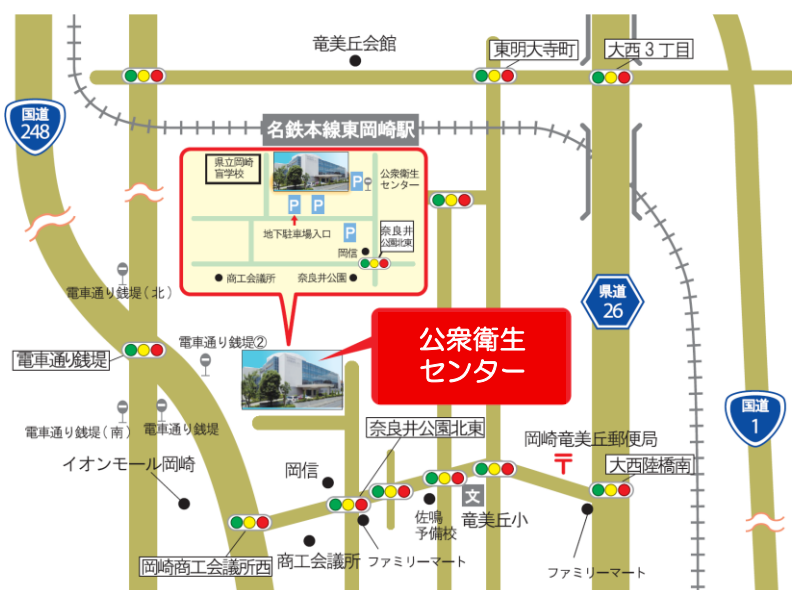 竜美丘会館
東明大寺町
大西3丁目
国道
248
名鉄本線東岡崎駅
県立岡崎
盲学校
P
公衆衛生
センター
P
P
地下駐車場入口
P
奈良井
公園北東
岡信
商工会議所
奈良井公園
電車通り銭堤(北)
県道
26
電車通り銭堤
電車通り銭堤②
公衆衛生
センター
国道
1
電車通り銭堤(南)
電車通り銭堤
奈良井公園北東
岡崎竜美丘郵便局
〒
イオンモール岡崎
岡信
大西陸橋南
文
佐鳴
予備校
竜美丘小
岡崎商工会議所西
商工会議所
ファミリーマート
ファミリーマート